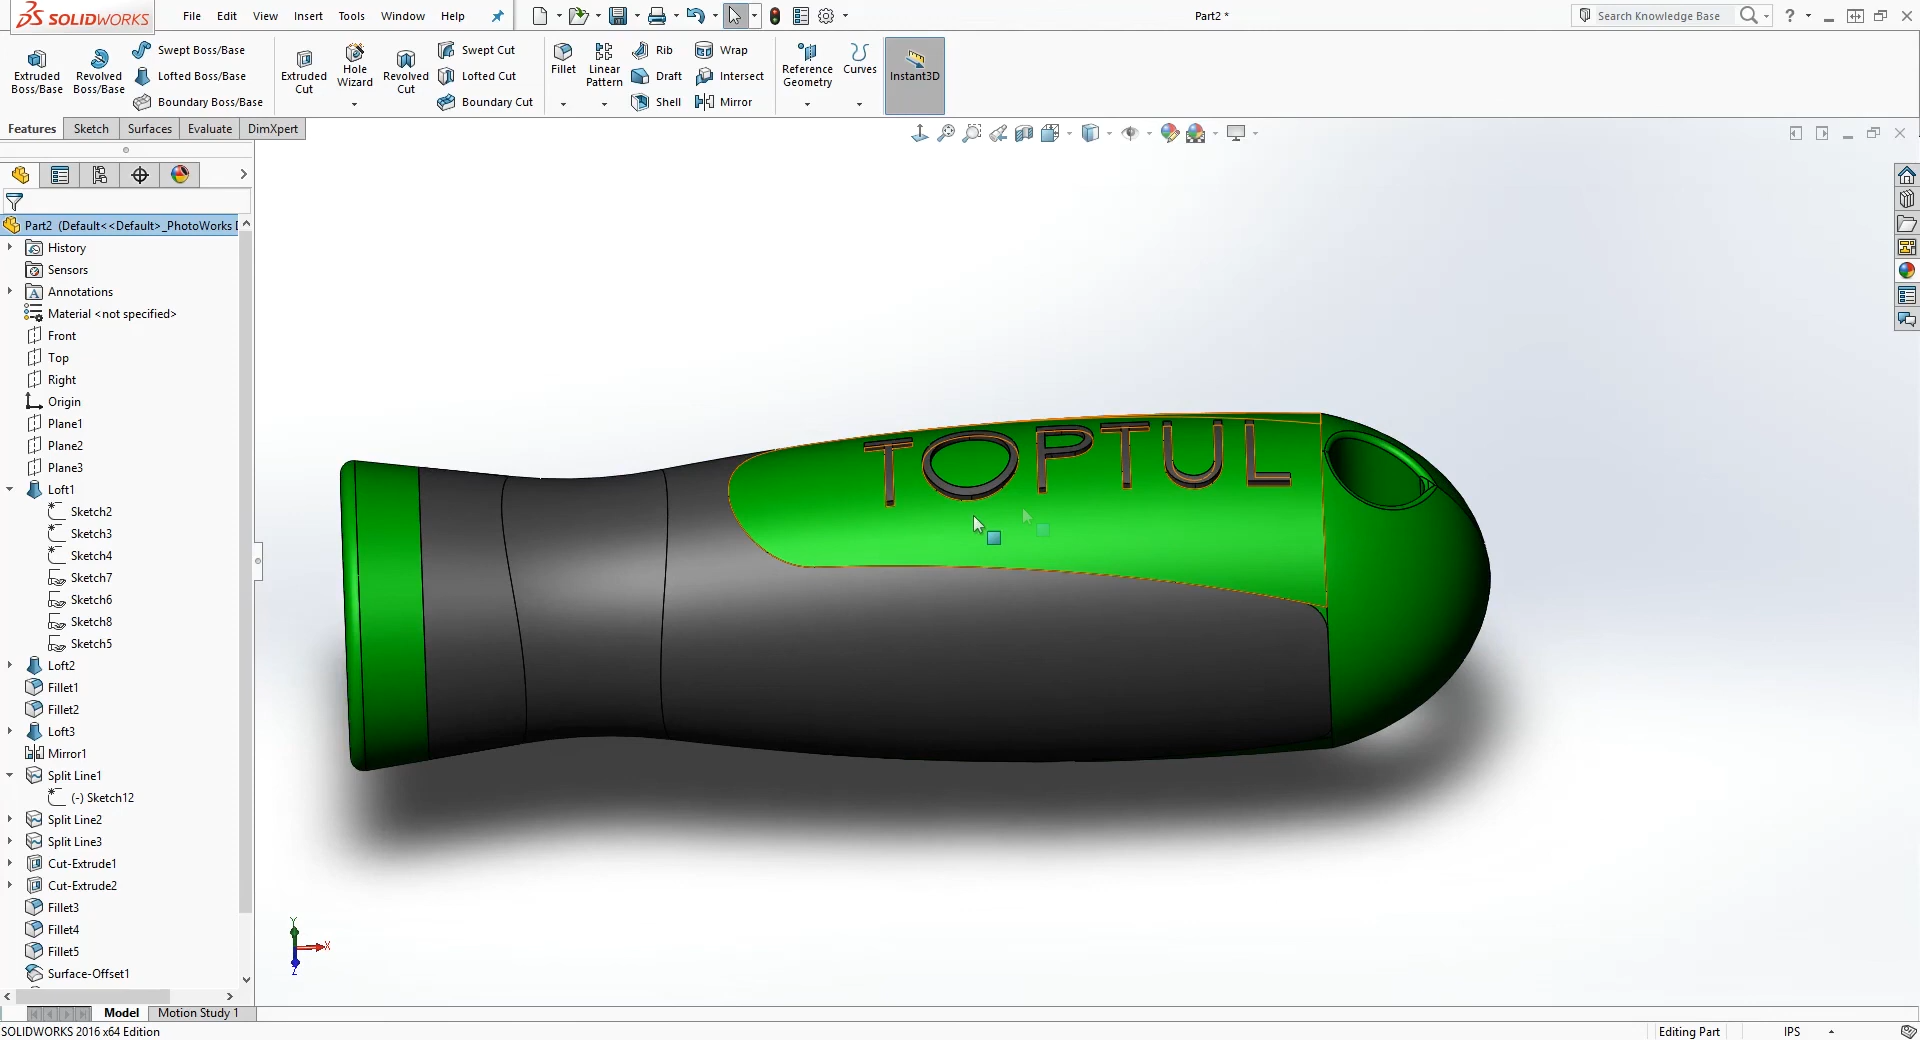 SOLIDWORKS
File Edit View Insert Tools Window Help
Part2 *
Search Knowledge Base
?
Extruded Boss/Base
Revolved Boss/Base
Swept Boss/Base
Lofted Boss/Base
Boundary Boss/Base
Extruded Cut
Hole Wizard
Revolved Cut
Swept Cut
Lofted Cut
Boundary Cut
Fillet
Linear Pattern
Rib
Draft
Shell
Wrap
Intersect
Mirror
Reference Geometry
Curves
Instant3D
Features Sketch Surfaces Evaluate DimXpert
Part2 (Default<<Default>_PhotoWorks
History
Sensors
Annotations
Material <not specified>
Front
Top
Right
Origin
Plane1
Plane2
Plane3
Loft1
Sketch2
Sketch3
Sketch4
Sketch7
Sketch6
Sketch8
Sketch5
Loft2
Fillet1
Fillet2
Loft3
Mirror1
Split Line1
(-) Sketch12
Split Line2
Split Line3
Cut-Extrude1
Cut-Extrude2
Fillet3
Fillet4
Fillet5
Surface-Offset1
TOPTUL
Y
X
Z
Model Motion Study 1
SOLIDWORKS 2016 x64 Edition
Editing Part
IPS